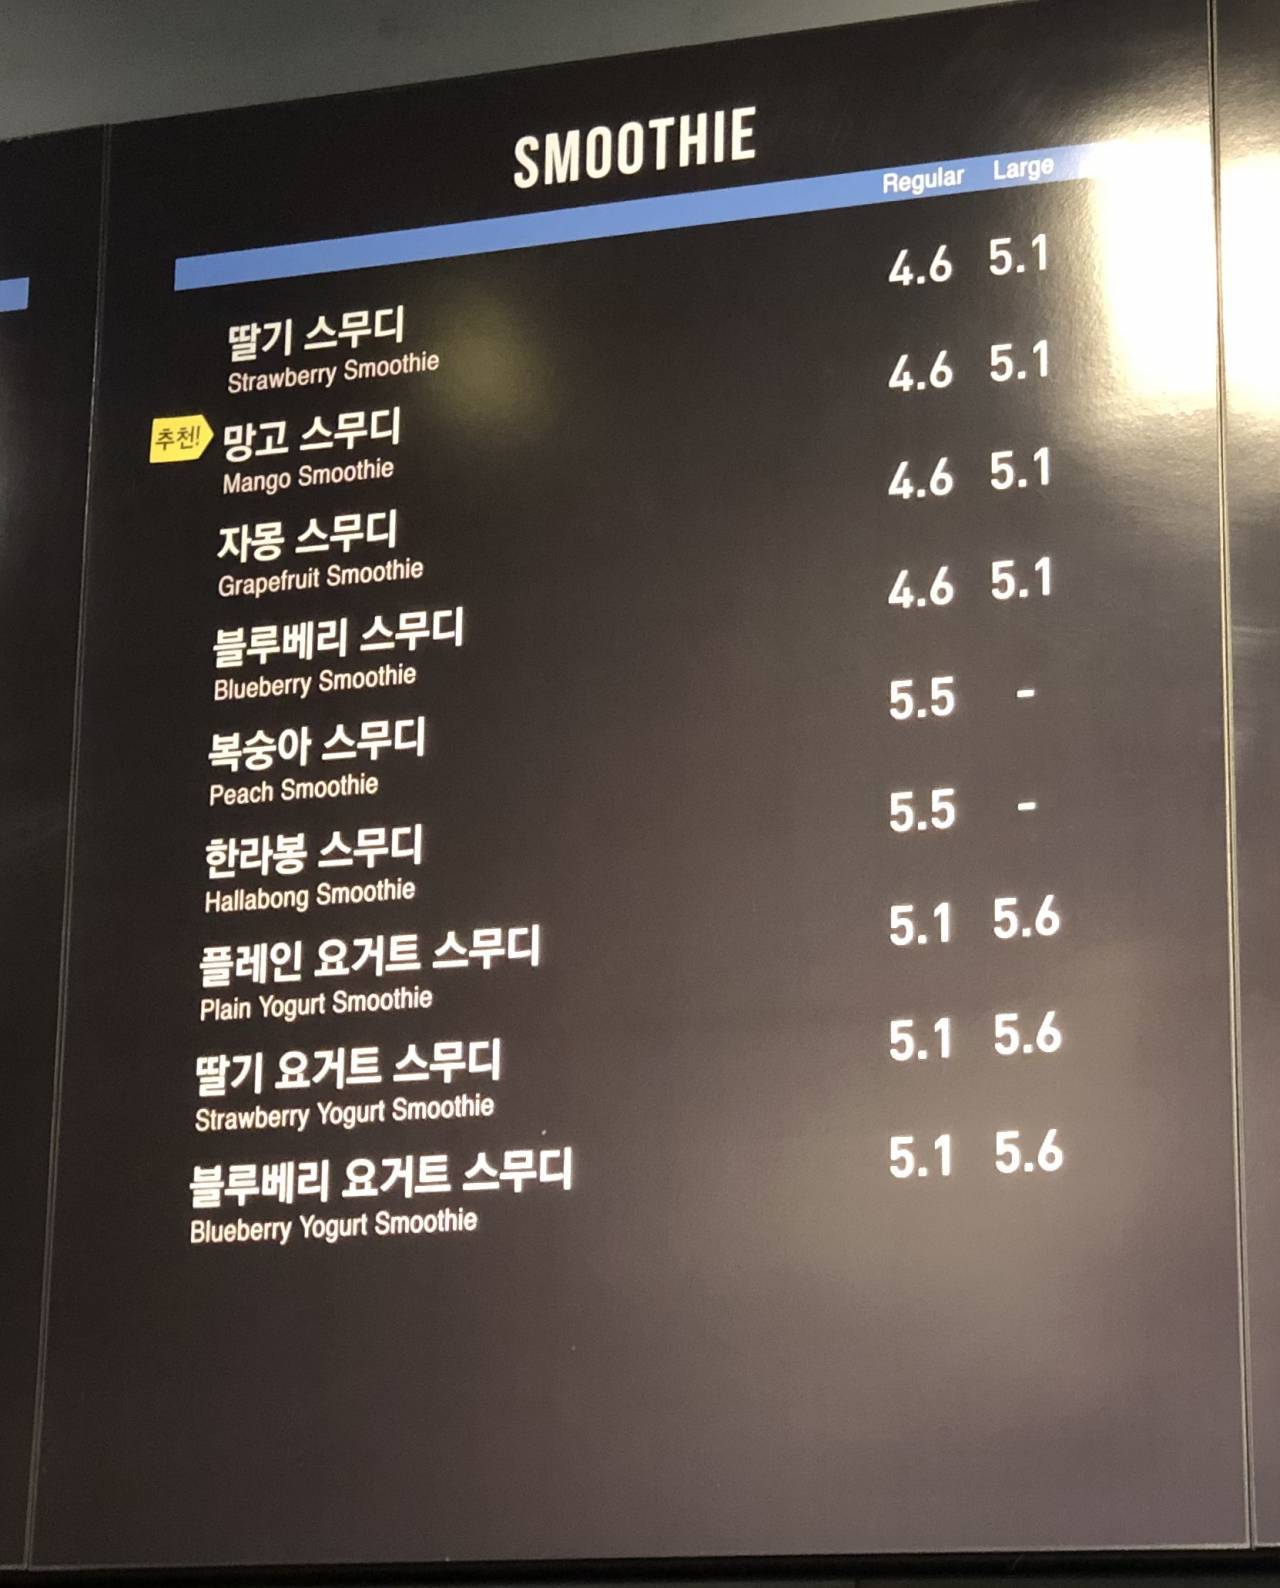 SMOOTHIE
Regular Large
딸기 스무디 4.6 5.1
Strawberry Smoothie
추천! 망고 스무디 4.6 5.1
Mango Smoothie
자몽 스무디 4.6 5.1
Grapefruit Smoothie
블루베리 스무디 4.6 5.1
Blueberry Smoothie
복숭아 스무디 5.5 -
Peach Smoothie
한라봉 스무디 5.5 -
Hallabong Smoothie
플레인 요거트 스무디 5.1 5.6
Plain Yogurt Smoothie
딸기 요거트 스무디 5.1 5.6
Strawberry Yogurt Smoothie
블루베리 요거트 스무디 5.1 5.6
Blueberry Yogurt Smoothie